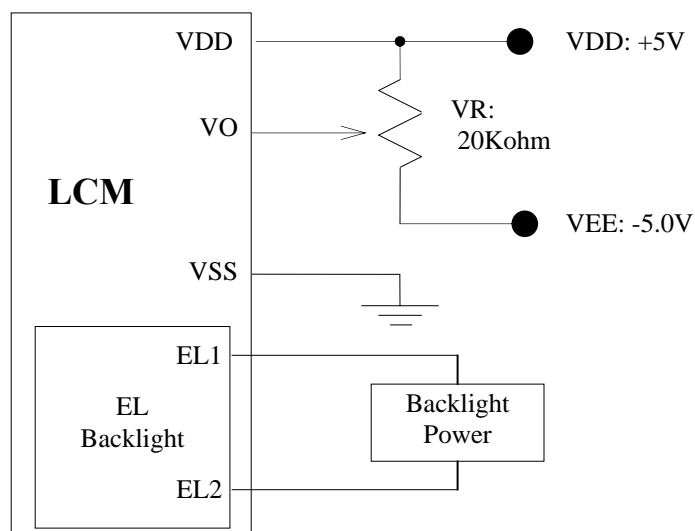 VDD
VDD: +5V
VR:
20Kohm
VO
LCM
VEE: -5.0V
VSS
EL1
EL
Backlight
Backlight
Power
EL2